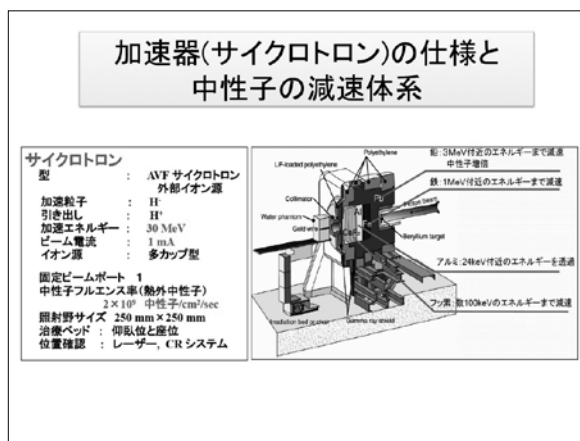 加速器(サイクロトロン)の仕様と
中性子の減速体系
サイクロトロン
型 : AVF サイクロトロン
外部イオン源
加速粒子 : H⁻
引き出し : H⁺
加速エネルギー : 30 MeV
ビーム電流 : 1 mA
イオン源 : 多カップ型
固定ビームポート 1
中性子フルエンス率(熱外中性子)
2×10⁹ 中性子/cm²/sec
照射野サイズ 250 mm×250 mm
治療ベッド : 仰臥位と座位
位置確認 : レーザー, CR システム
Polyethylene
LiF-loaded polyethylene
Collimator
Water phantom
Gold wire
Pb
Al
Proton beam
Beryllium target
Irradiation bed or chair
Gamma ray shield
鉛:3MeV付近のエネルギーまで減速
中性子増倍
鉄:1MeV付近のエネルギーまで減速
アルミ:24keV付近のエネルギーを透過
フッ素:数100keVのエネルギーまで減速